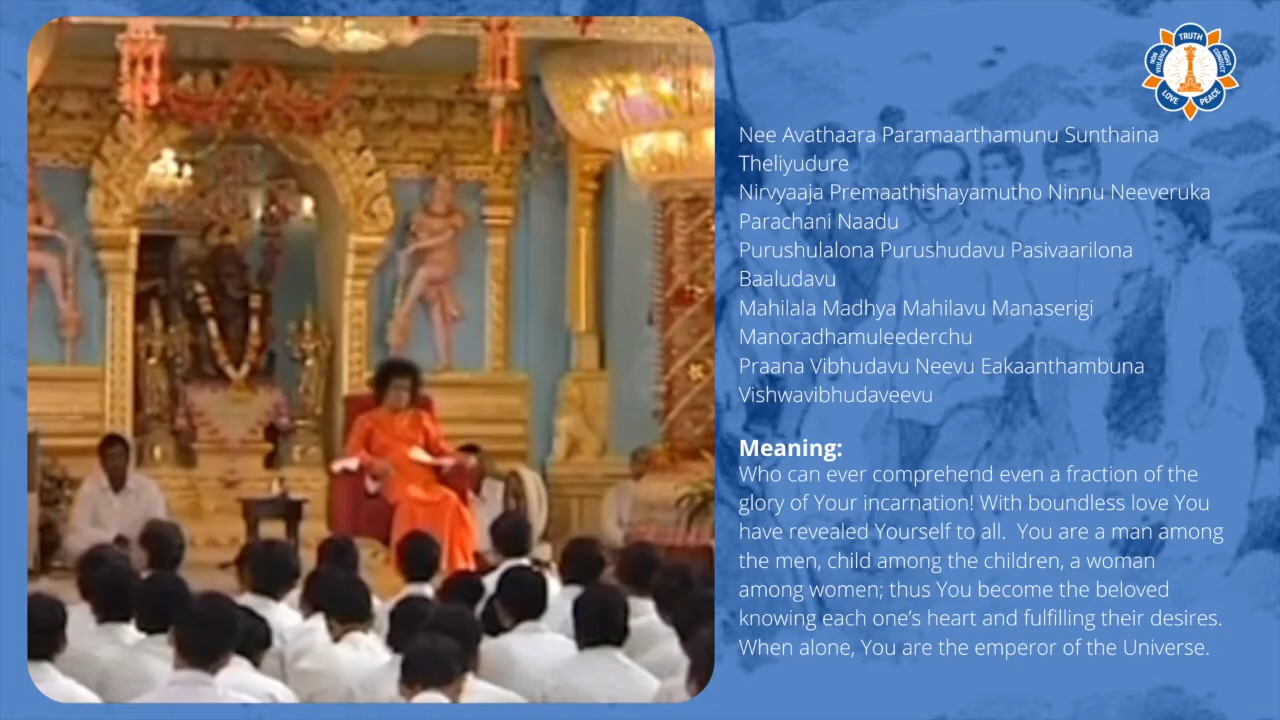 TRUTH
RIGHT CONDUCT
PEACE
LOVE
NON VIOLENCE
Nee Avathaara Paramaarthamunu Sunthaina
Theliyudure
Nirvyaaja Premaathishayamutho Ninnu Neeveruka
Parachani Naadu
Purushulalona Purushudavu Pasivaarilona
Baaludavu
Mahilala Madhya Mahilavu Manaserigi
Manoradhamuleederchu
Praana Vibhudavu Neevu Eakaanthambuna
Vishwavibhudaveevu
Meaning:
Who can ever comprehend even a fraction of the
glory of Your incarnation! With boundless love You
have revealed Yourself to all.  You are a man among
the men, child among the children, a woman
among women; thus You become the beloved
knowing each one’s heart and fulfilling their desires.
When alone, You are the emperor of the Universe.